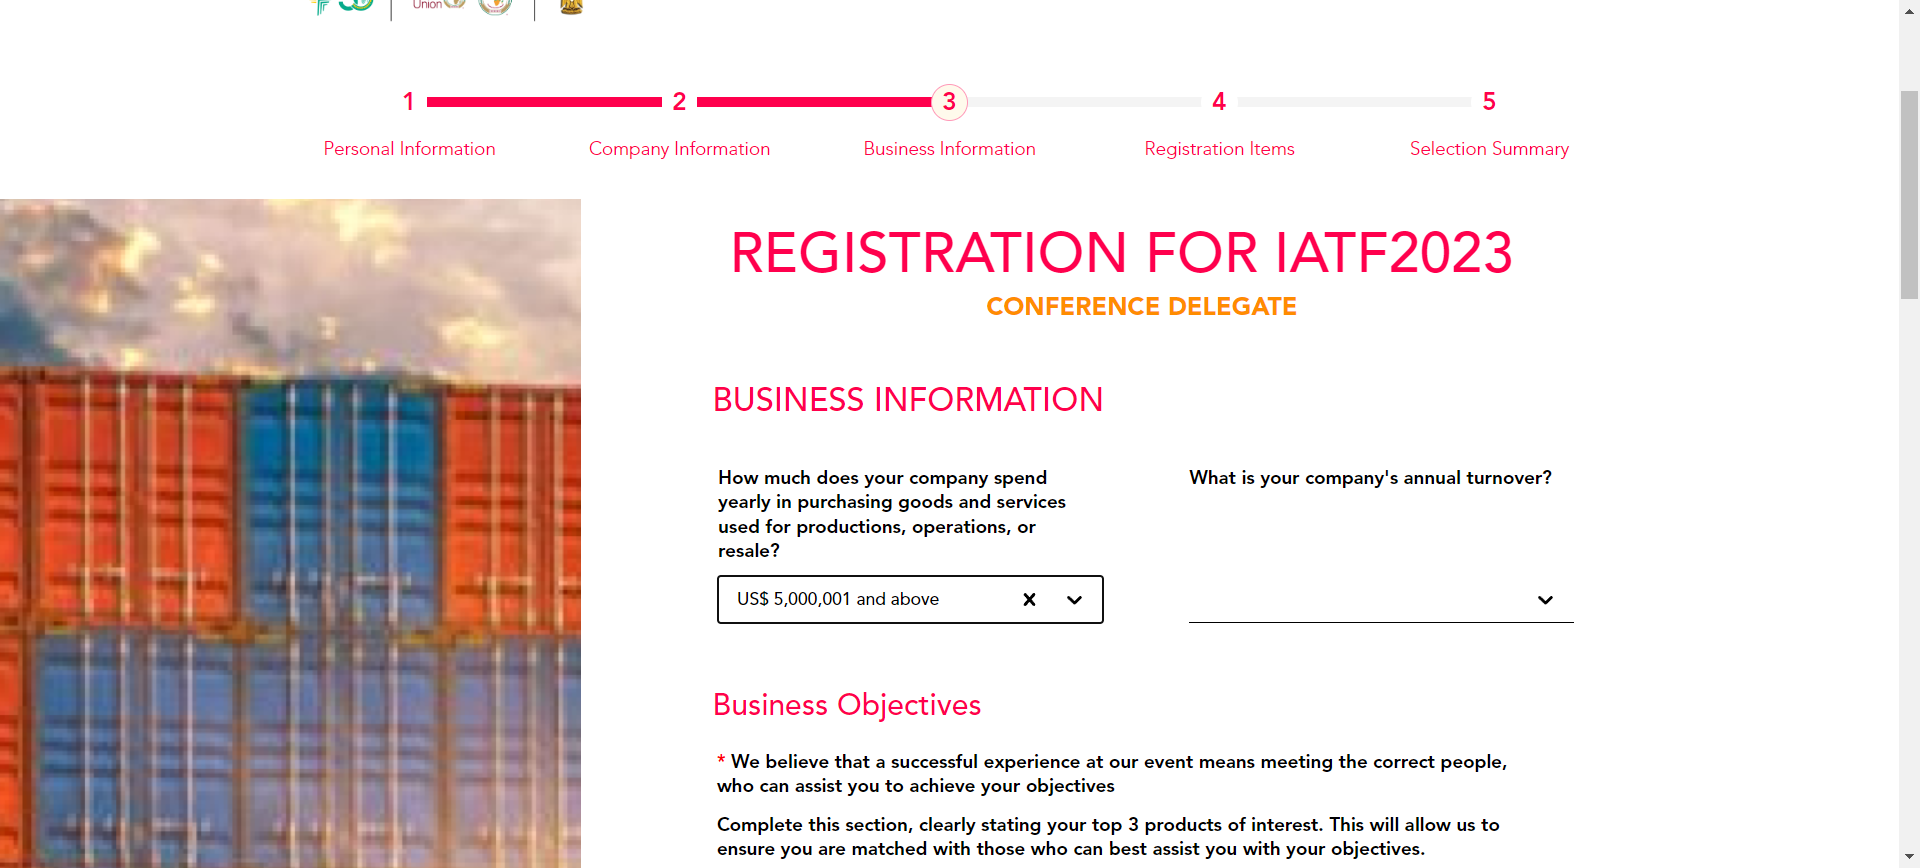 Union
1 2 3 4 5
Personal Information Company Information Business Information Registration Items Selection Summary
REGISTRATION FOR IATF2023
CONFERENCE DELEGATE
BUSINESS INFORMATION
How much does your company spend
yearly in purchasing goods and services
used for productions, operations, or
resale?
US$ 5,000,001 and above
What is your company's annual turnover?
Business Objectives
* We believe that a successful experience at our event means meeting the correct people,
who can assist you to achieve your objectives
Complete this section, clearly stating your top 3 products of interest. This will allow us to
ensure you are matched with those who can best assist you with your objectives.